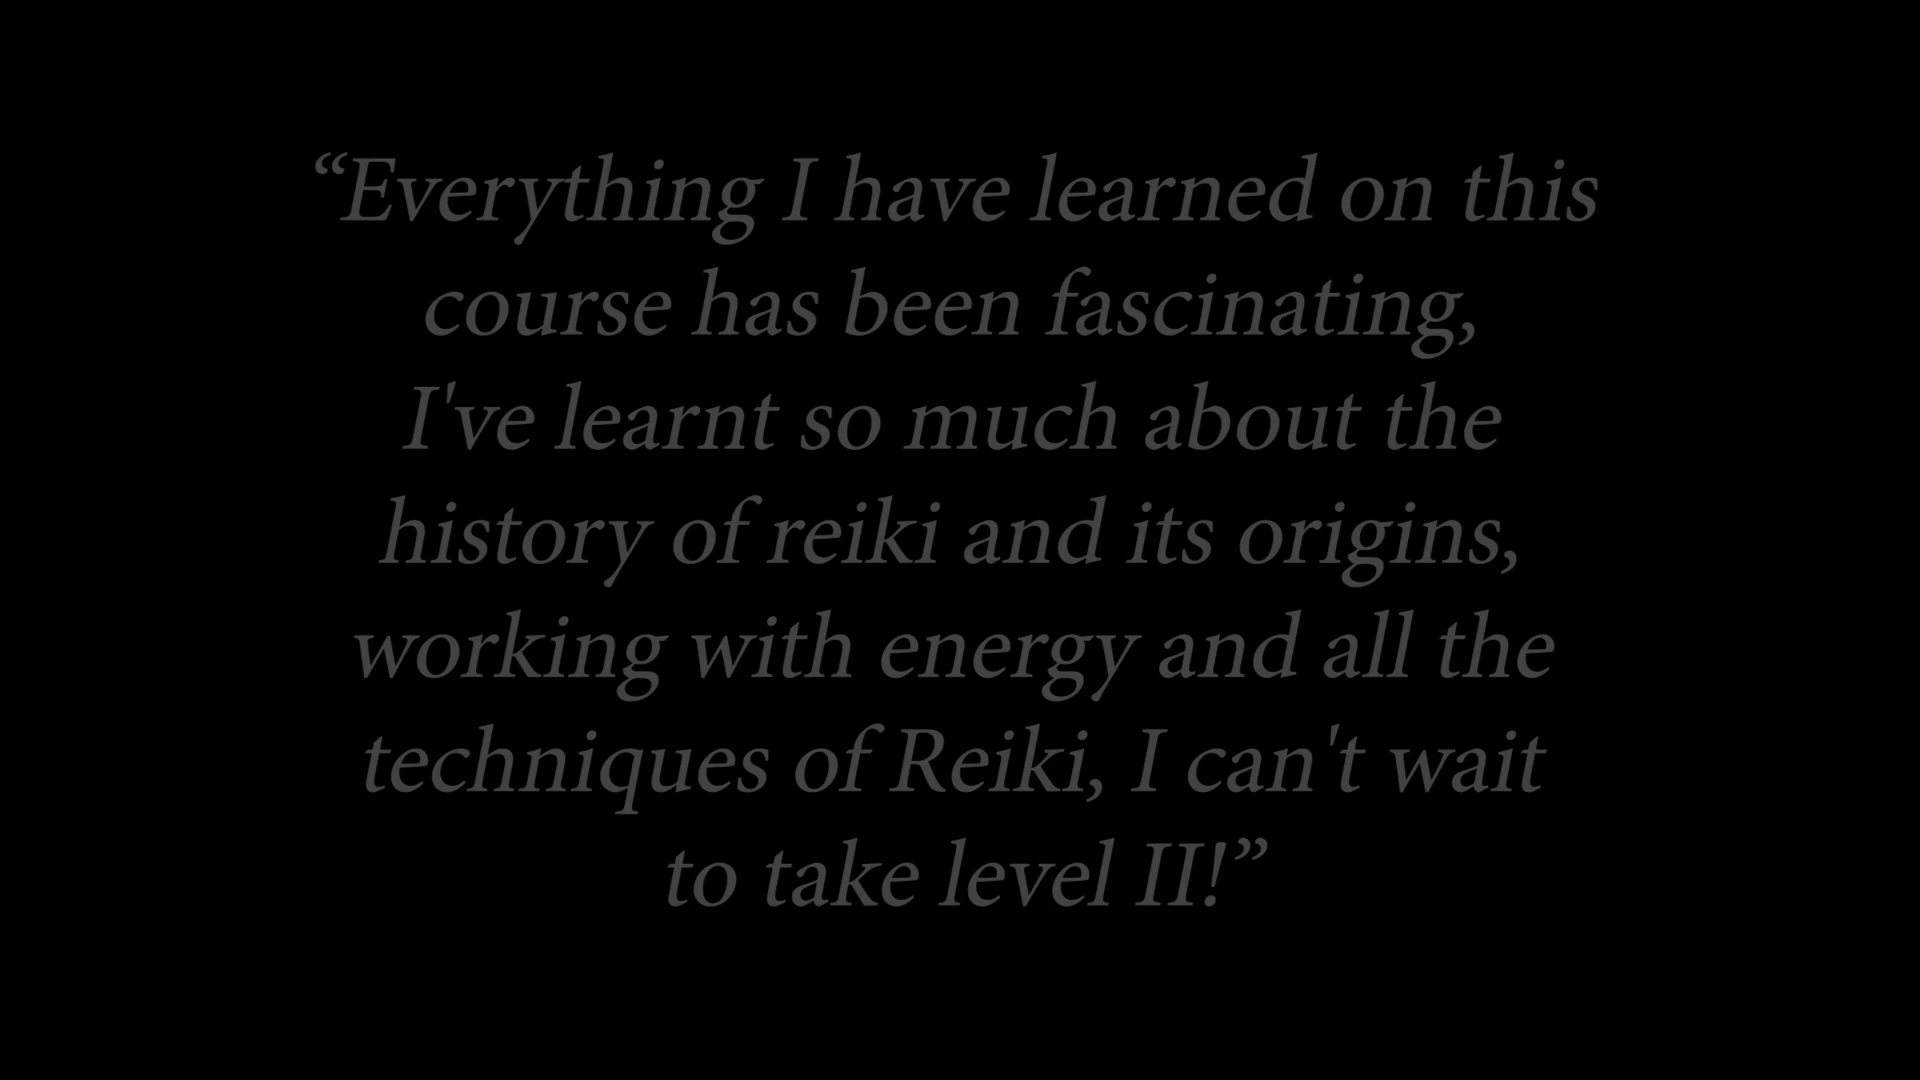 “Everything I have learned on this
course has been fascinating,
I've learnt so much about the
history of reiki and its origins,
working with energy and all the
techniques of Reiki, I can't wait
to take level II!”